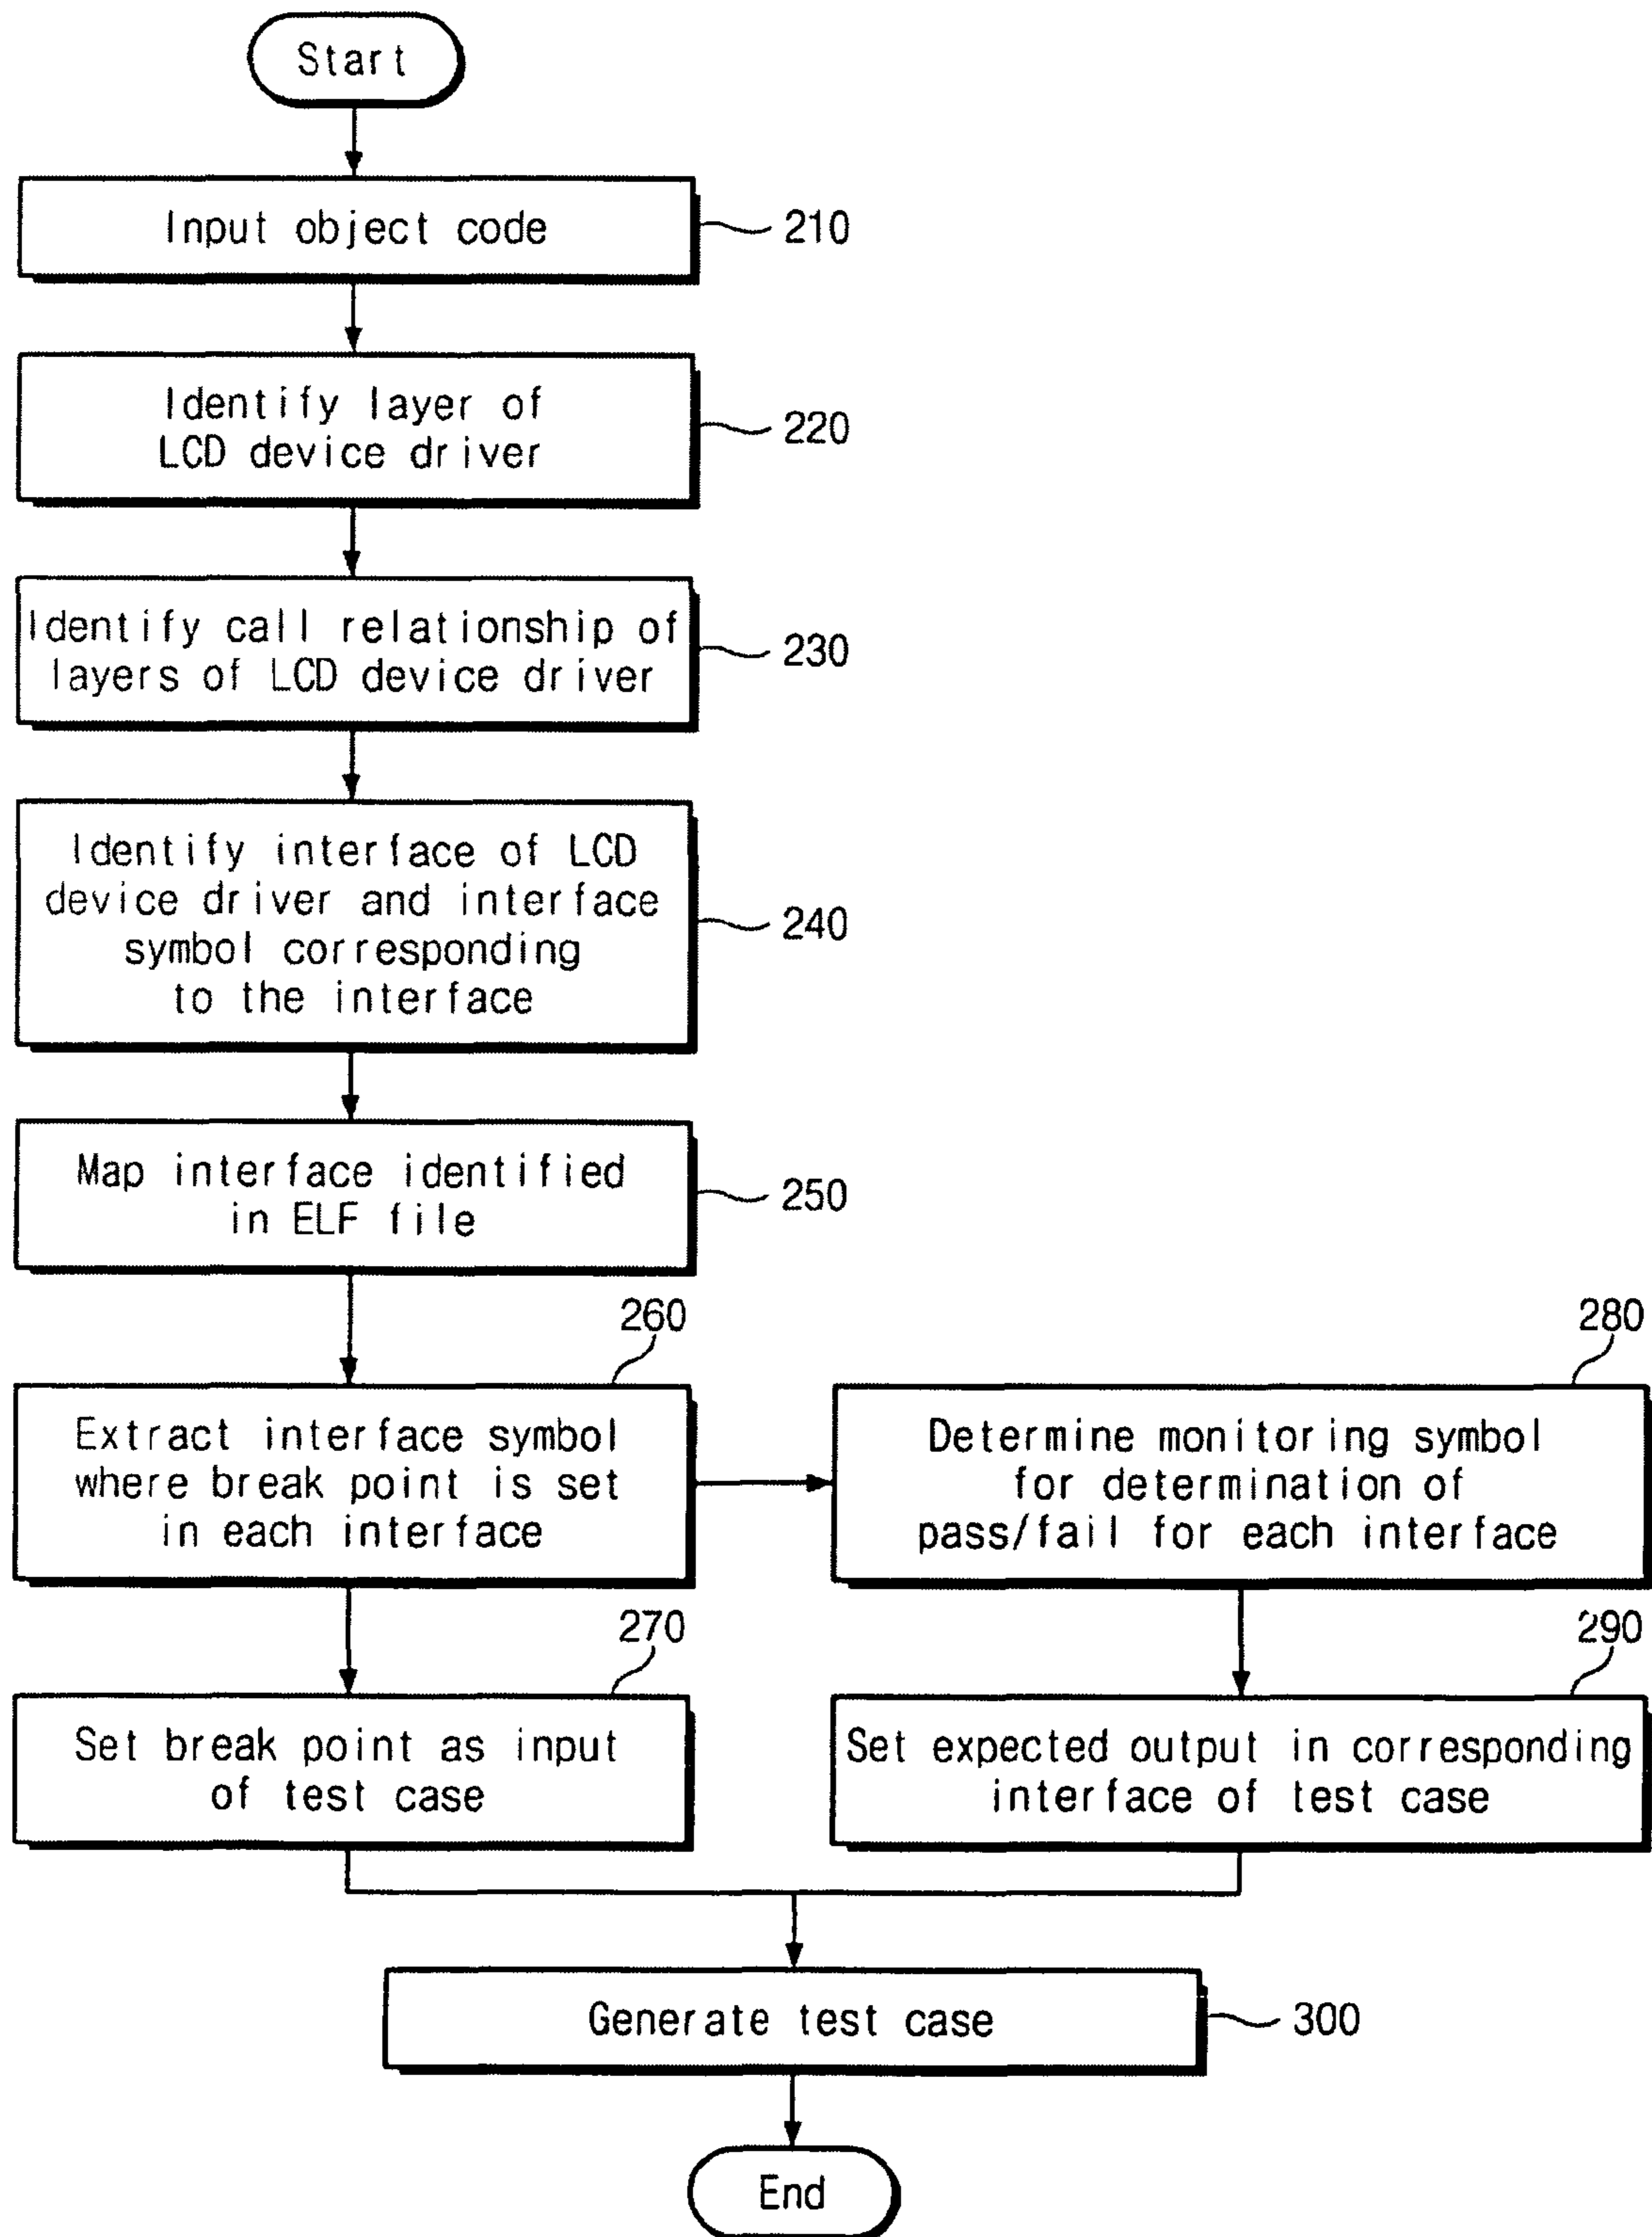 Start
Input object code
210
Identify layer of
LCD device driver
220
Identify call relationship of
layers of LCD device driver
230
Identify interface of LCD
device driver and interface
symbol corresponding
to the interface
240
Map interface identified
in ELF file
250
260
Extract interface symbol
where break point is set
in each interface
280
Determine monitoring symbol
for determination of
pass/fail for each interface
270
Set break point as input
of test case
290
Set expected output in corresponding
interface of test case
Generate test case
300
End